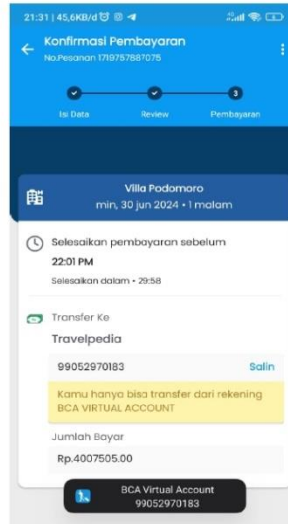 21:31 | 45,6KB/d
Konfirmasi Pembayaran
No.Pesanan 1719757587075
3
Isi Data Review Pembayaran
Villa Podomoro
min, 30 jun 2024 • 1 malam
Selesaikan pembayaran sebelum
22:01 PM
Selesaikan dalam • 29:58
Transfer Ke
Travelpedia
99052970183 Salin
Kamu hanya bisa transfer dari rekening
BCA VIRTUAL ACCOUNT
Jumlah Bayar
Rp.4007505.00
BCA Virtual Account
99052970183